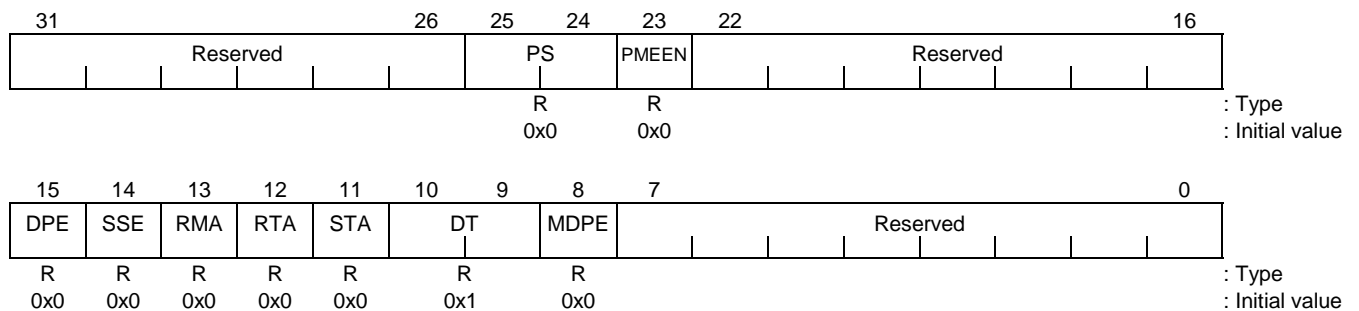 31 26 25 24 23 22 16
Reserved PS PMEEN Reserved
R R : Type
0x0 0x0 : Initial value
15 14 13 12 11 10 9 8 7 0
DPE SSE RMA RTA STA DT MDPE Reserved
R R R R R R R : Type
0x0 0x0 0x0 0x0 0x0 0x1 0x0 : Initial value